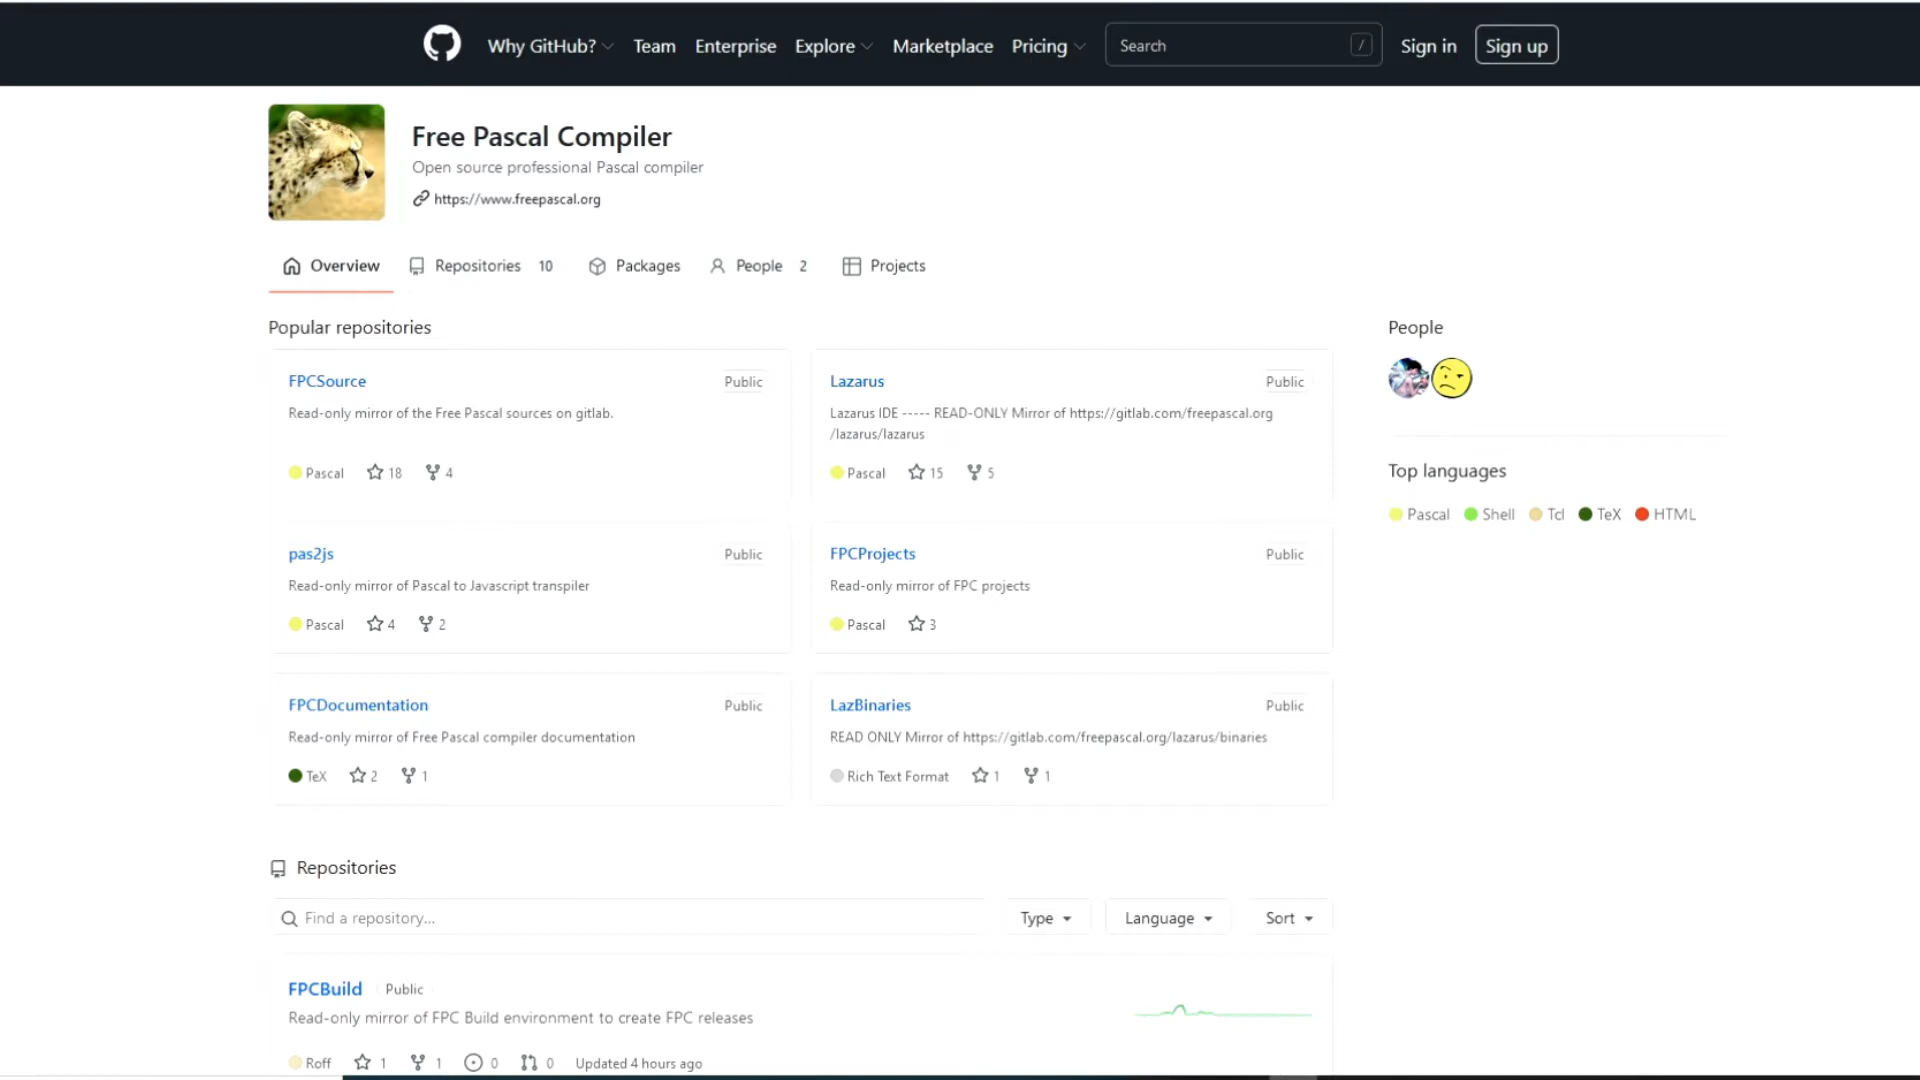 Why GitHub? Team Enterprise Explore Marketplace Pricing Search / Sign in Sign up
Free Pascal Compiler
Open source professional Pascal compiler
https://www.freepascal.org
Overview Repositories 10 Packages People 2 Projects
Popular repositories
FPCSource Public
Read-only mirror of the Free Pascal sources on gitlab.
Pascal 18 4
Lazarus Public
Lazarus IDE ----- READ-ONLY Mirror of https://gitlab.com/freepascal.org
/lazarus/lazarus
Pascal 15 5
pas2js Public
Read-only mirror of Pascal to Javascript transpiler
Pascal 4 2
FPCProjects Public
Read-only mirror of FPC projects
Pascal 3
FPCDocumentation Public
Read-only mirror of Free Pascal compiler documentation
TeX 2 1
LazBinaries Public
READ ONLY Mirror of https://gitlab.com/freepascal.org/lazarus/binaries
Rich Text Format 1 1
People
Top languages
Pascal Shell Tcl TeX HTML
Repositories
Find a repository... Type Language Sort
FPCBuild Public
Read-only mirror of FPC Build environment to create FPC releases
Roff 1 1 0 0 Updated 4 hours ago